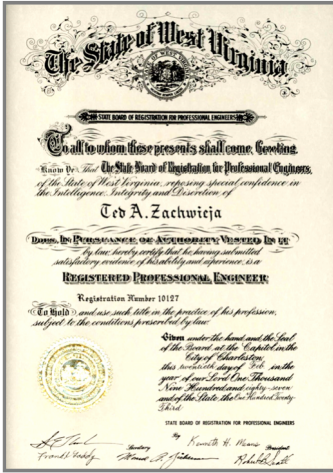 The State of West Virginia
STATE BOARD OF REGISTRATION FOR PROFESSIONAL ENGINEERS
To all to whom these presents shall come, Greeting.
Know Ye That The State Board of Registration for Professional Engineers,
of the State of West Virginia, reposing special confidence in
the Intelligence, Integrity and Discretion of
Ted A. Zachwieja
Does, In Pursuance of Authority Vested In It
by law, hereby certify that he having submitted
satisfactory evidence of his ability and experience, is a
Registered Professional Engineer
Registration Number 10127
To Hold and use such title in the practice of his profession,
subject to the conditions prescribed by law.
Given under the hand and the Seal
of the Board at the Capitol in the
City of Charleston,
this twentieth day of Feb in the
year of our Lord One Thousand
Nine Hundred and eighty-seven
and of the State, the One Hundred Twenty
Third.
STATE BOARD OF REGISTRATION FOR PROFESSIONAL ENGINEERS
By
President
Secretary